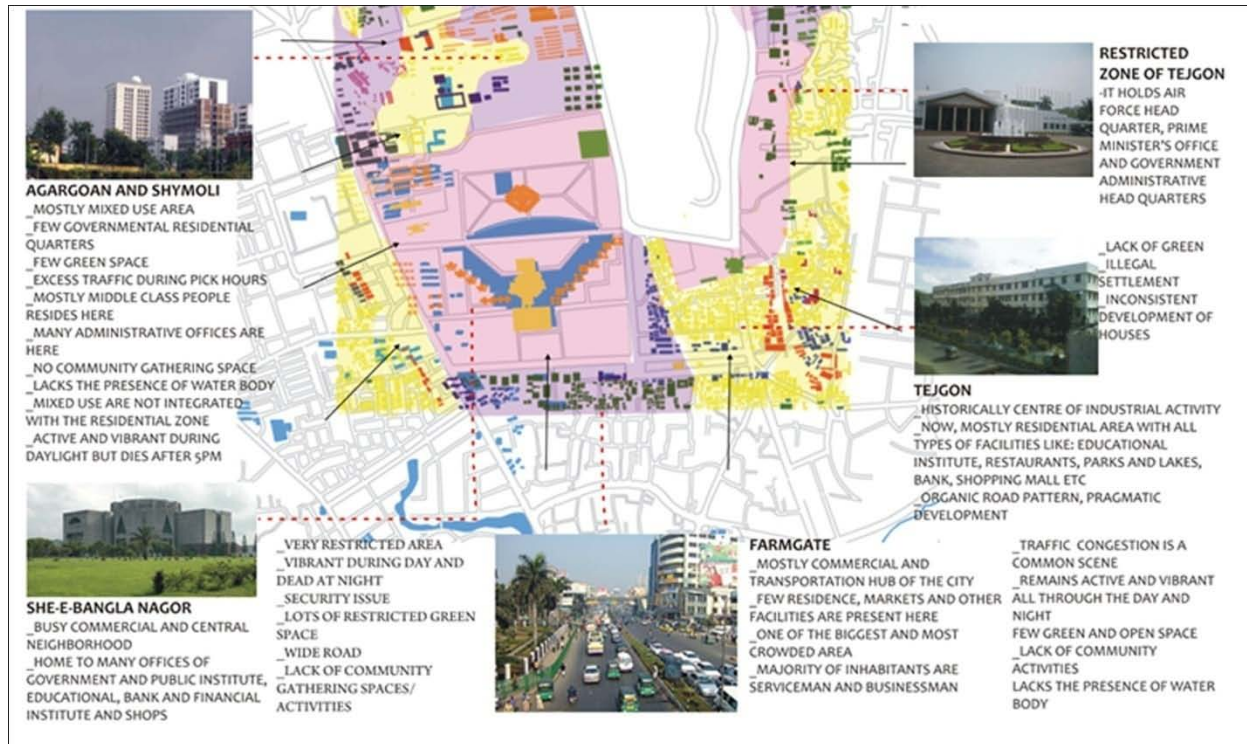 AGARGOAN AND SHYMOLI
_MOSTLY MIXED USE AREA
_FEW GOVERNMENTAL RESIDENTIAL
QUARTERS
_FEW GREEN SPACE
_EXCESS TRAFFIC DURING PICK HOURS
_MOSTLY MIDDLE CLASS PEOPLE
RESIDES HERE
_MANY ADMINISTRATIVE OFFICES ARE
HERE
_NO COMMUNITY GATHERING SPACE
_LACKS THE PRESENCE OF WATER BODY
_MIXED USE ARE NOT INTEGRATED
WITH THE RESIDENTIAL ZONE
_ACTIVE AND VIBRANT DURING
DAYLIGHT BUT DIES AFTER 5PM
SHE-E-BANGLA NAGOR
_BUSY COMMERCIAL AND CENTRAL
NEIGHBORHOOD
_HOME TO MANY OFFICES OF
GOVERNMENT AND PUBLIC INSTITUTE,
EDUCATIONAL, BANK AND FINANCIAL
INSTITUTE AND SHOPS
_VERY RESTRICTED AREA
_VIBRANT DURING DAY AND
DEAD AT NIGHT
_SECURITY ISSUE
_LOTS OF RESTRICTED GREEN
SPACE
_WIDE ROAD
_LACK OF COMMUNITY
GATHERING SPACES/
ACTIVITIES
RESTRICTED
ZONE OF TEJGON
-IT HOLDS AIR
FORCE HEAD
QUARTER, PRIME
MINISTER'S OFFICE
AND GOVERNMENT
ADMINISTRATIVE
HEAD QUARTERS
_LACK OF GREEN
_ILLEGAL
SETTLEMENT
_INCONSISTENT
DEVELOPMENT OF
HOUSES
TEJGON
_HISTORICALLY CENTRE OF INDUSTRIAL ACTIVITY
_NOW, MOSTLY RESIDENTIAL AREA WITH ALL
TYPES OF FACILITIES LIKE: EDUCATIONAL
INSTITUTE, RESTAURANTS, PARKS AND LAKES,
BANK, SHOPPING MALL ETC
_ORGANIC ROAD PATTERN, PRAGMATIC
DEVELOPMENT
FARMGATE
_MOSTLY COMMERCIAL AND
TRANSPORTATION HUB OF THE CITY
_FEW RESIDENCE, MARKETS AND OTHER
FACILITIES ARE PRESENT HERE
_ONE OF THE BIGGEST AND MOST
CROWDED AREA
_MAJORITY OF INHABITANTS ARE
SERVICEMAN AND BUSINESSMAN
_TRAFFIC CONGESTION IS A
COMMON SCENE
_REMAINS ACTIVE AND VIBRANT
ALL THROUGH THE DAY AND
NIGHT
FEW GREEN AND OPEN SPACE
_LACK OF COMMUNITY
ACTIVITIES
LACKS THE PRESENCE OF WATER
BODY